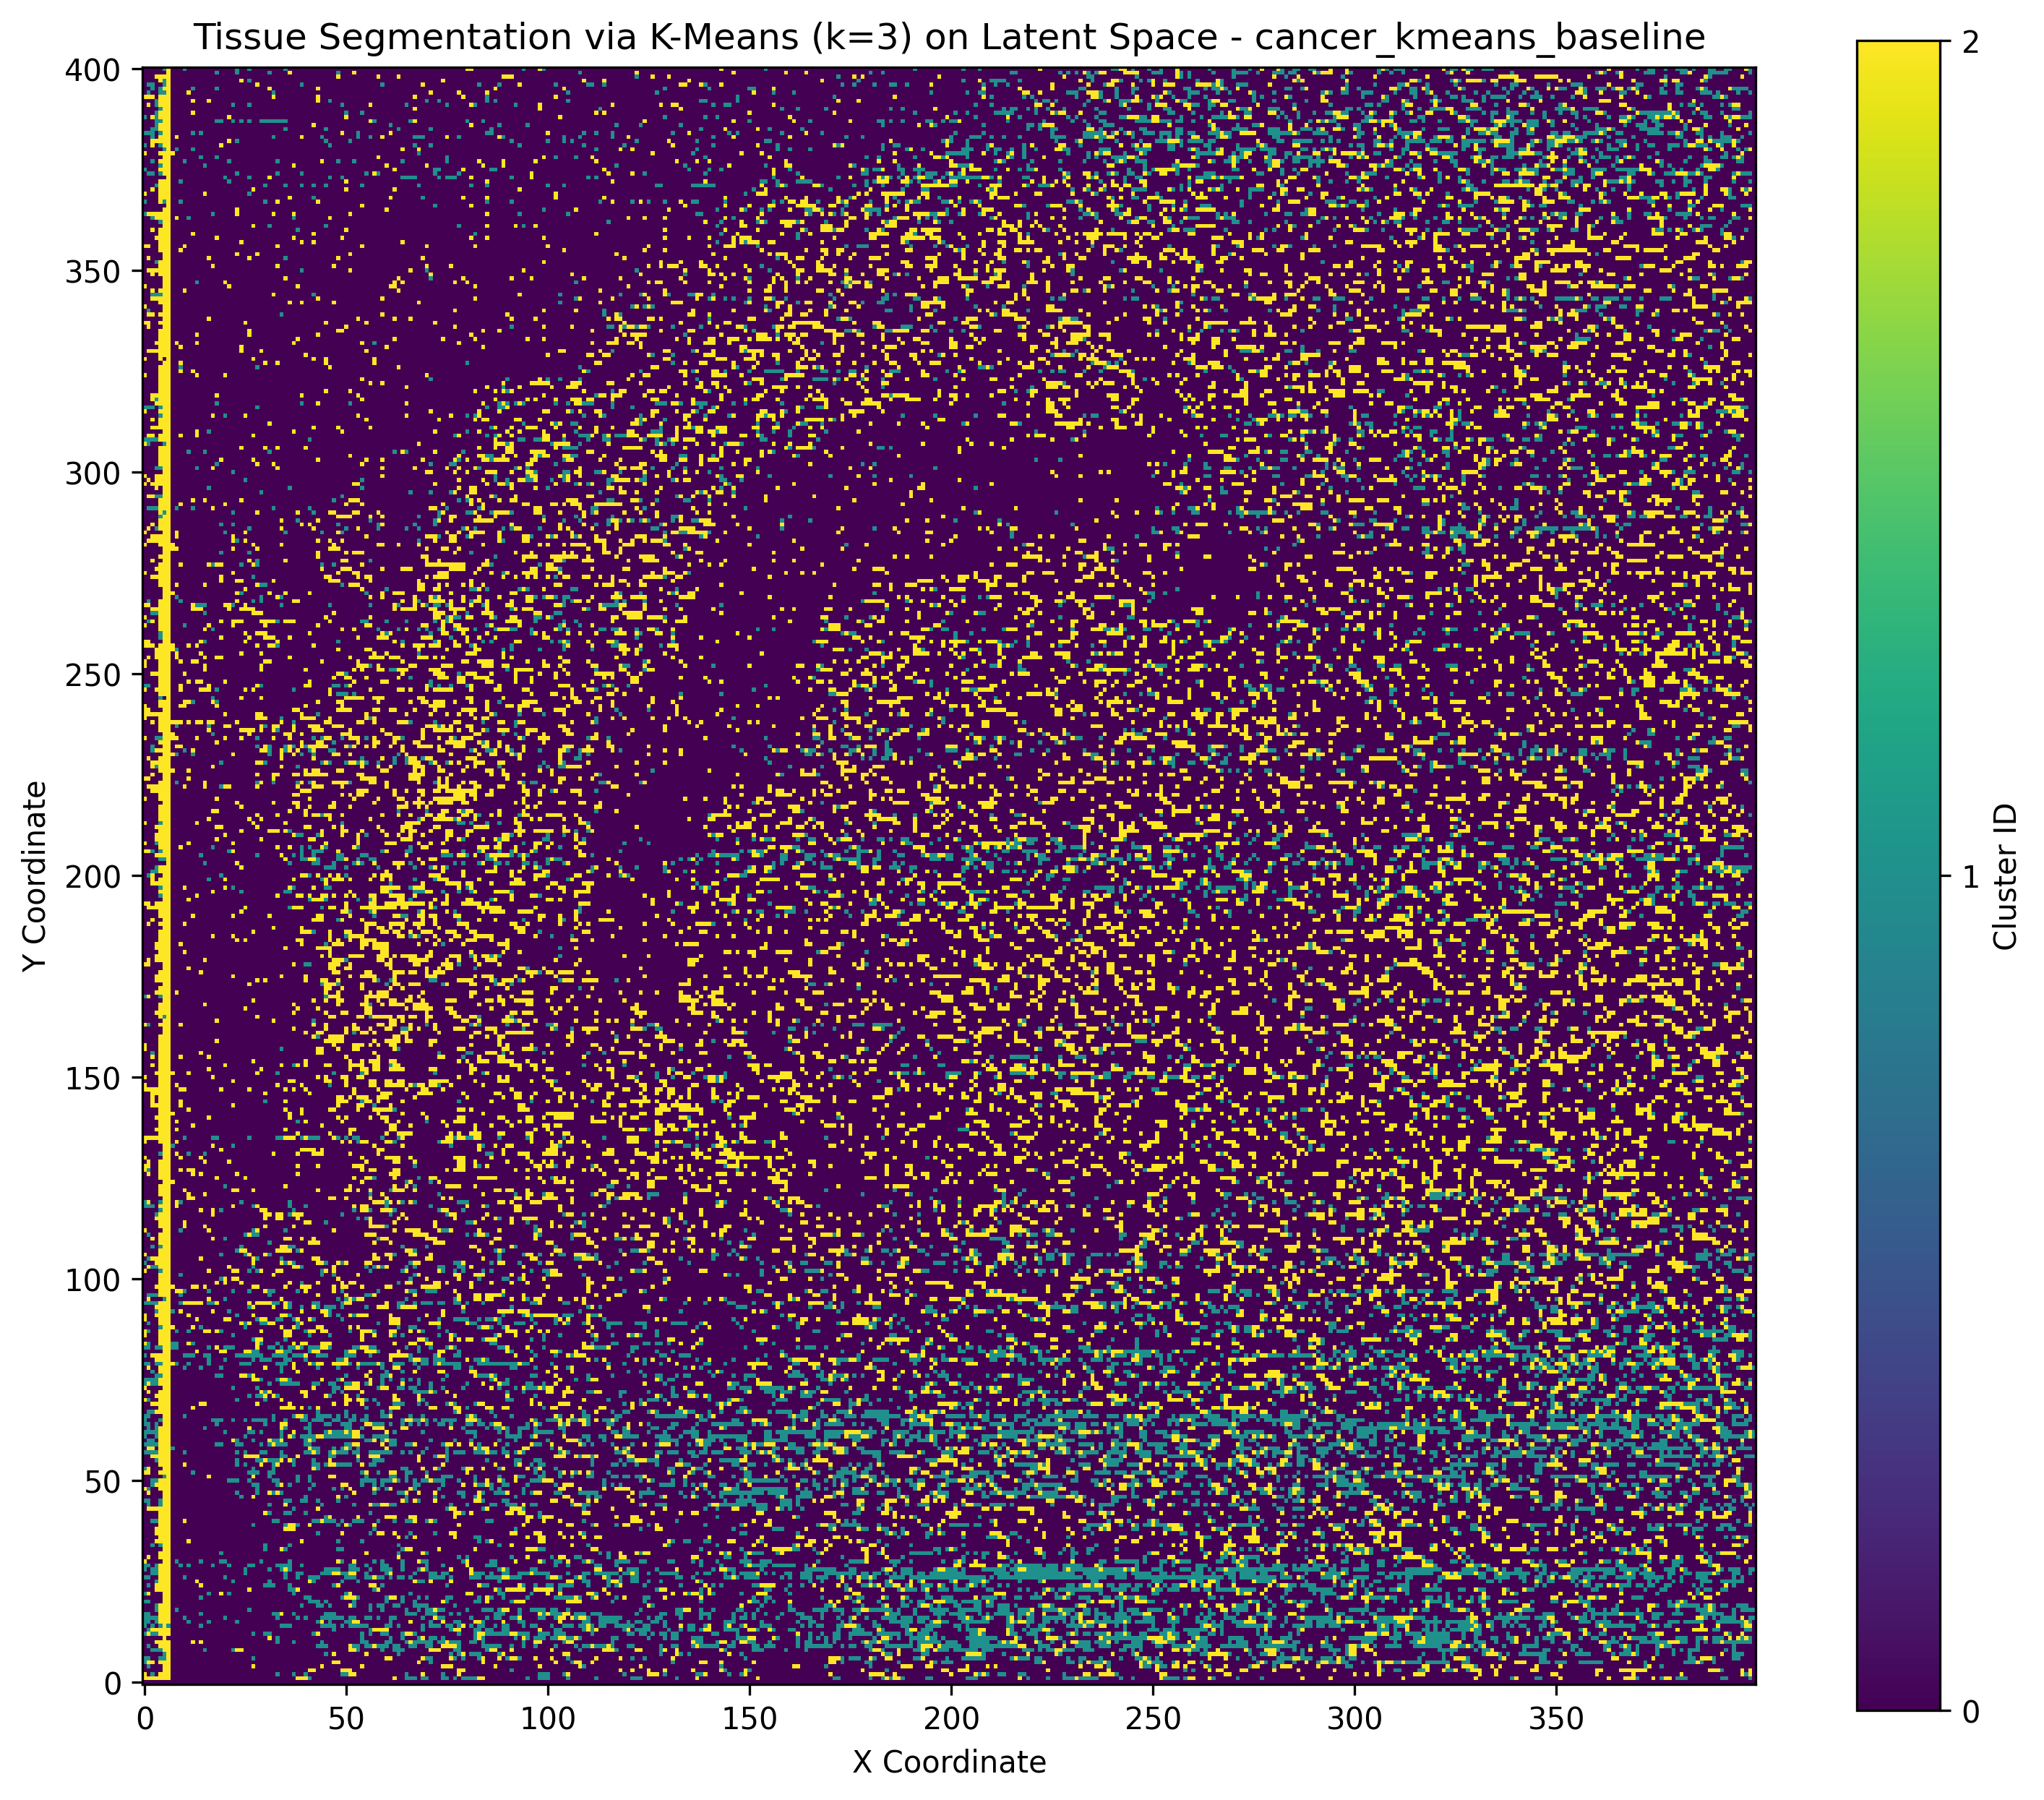 Tissue Segmentation via K-Means (k=3) on Latent Space - cancer_kmeans_baseline
400
350
300
250
200
150
100
50
0
Y Coordinate
0 50 100 150 200 250 300 350
X Coordinate
2
1
0
Cluster ID